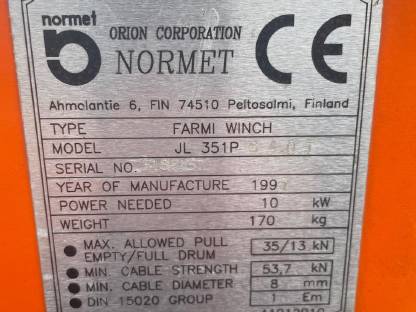 normet
ORION CORPORATION
NORMET
CE
Ahmolantie 6, FIN 74510 Peltosalmi, Finland
TYPE FARMI WINCH
MODEL JL 351P
SERIAL NO.
YEAR OF MANUFACTURE 199
POWER NEEDED 10 kW
WEIGHT 170 kg
MAX. ALLOWED PULL
EMPTY/FULL DRUM 35/13 kN
MIN. CABLE STRENGTH 53,7 kN
MIN. CABLE DIAMETER 8 mm
DIN 15020 GROUP 1 Em